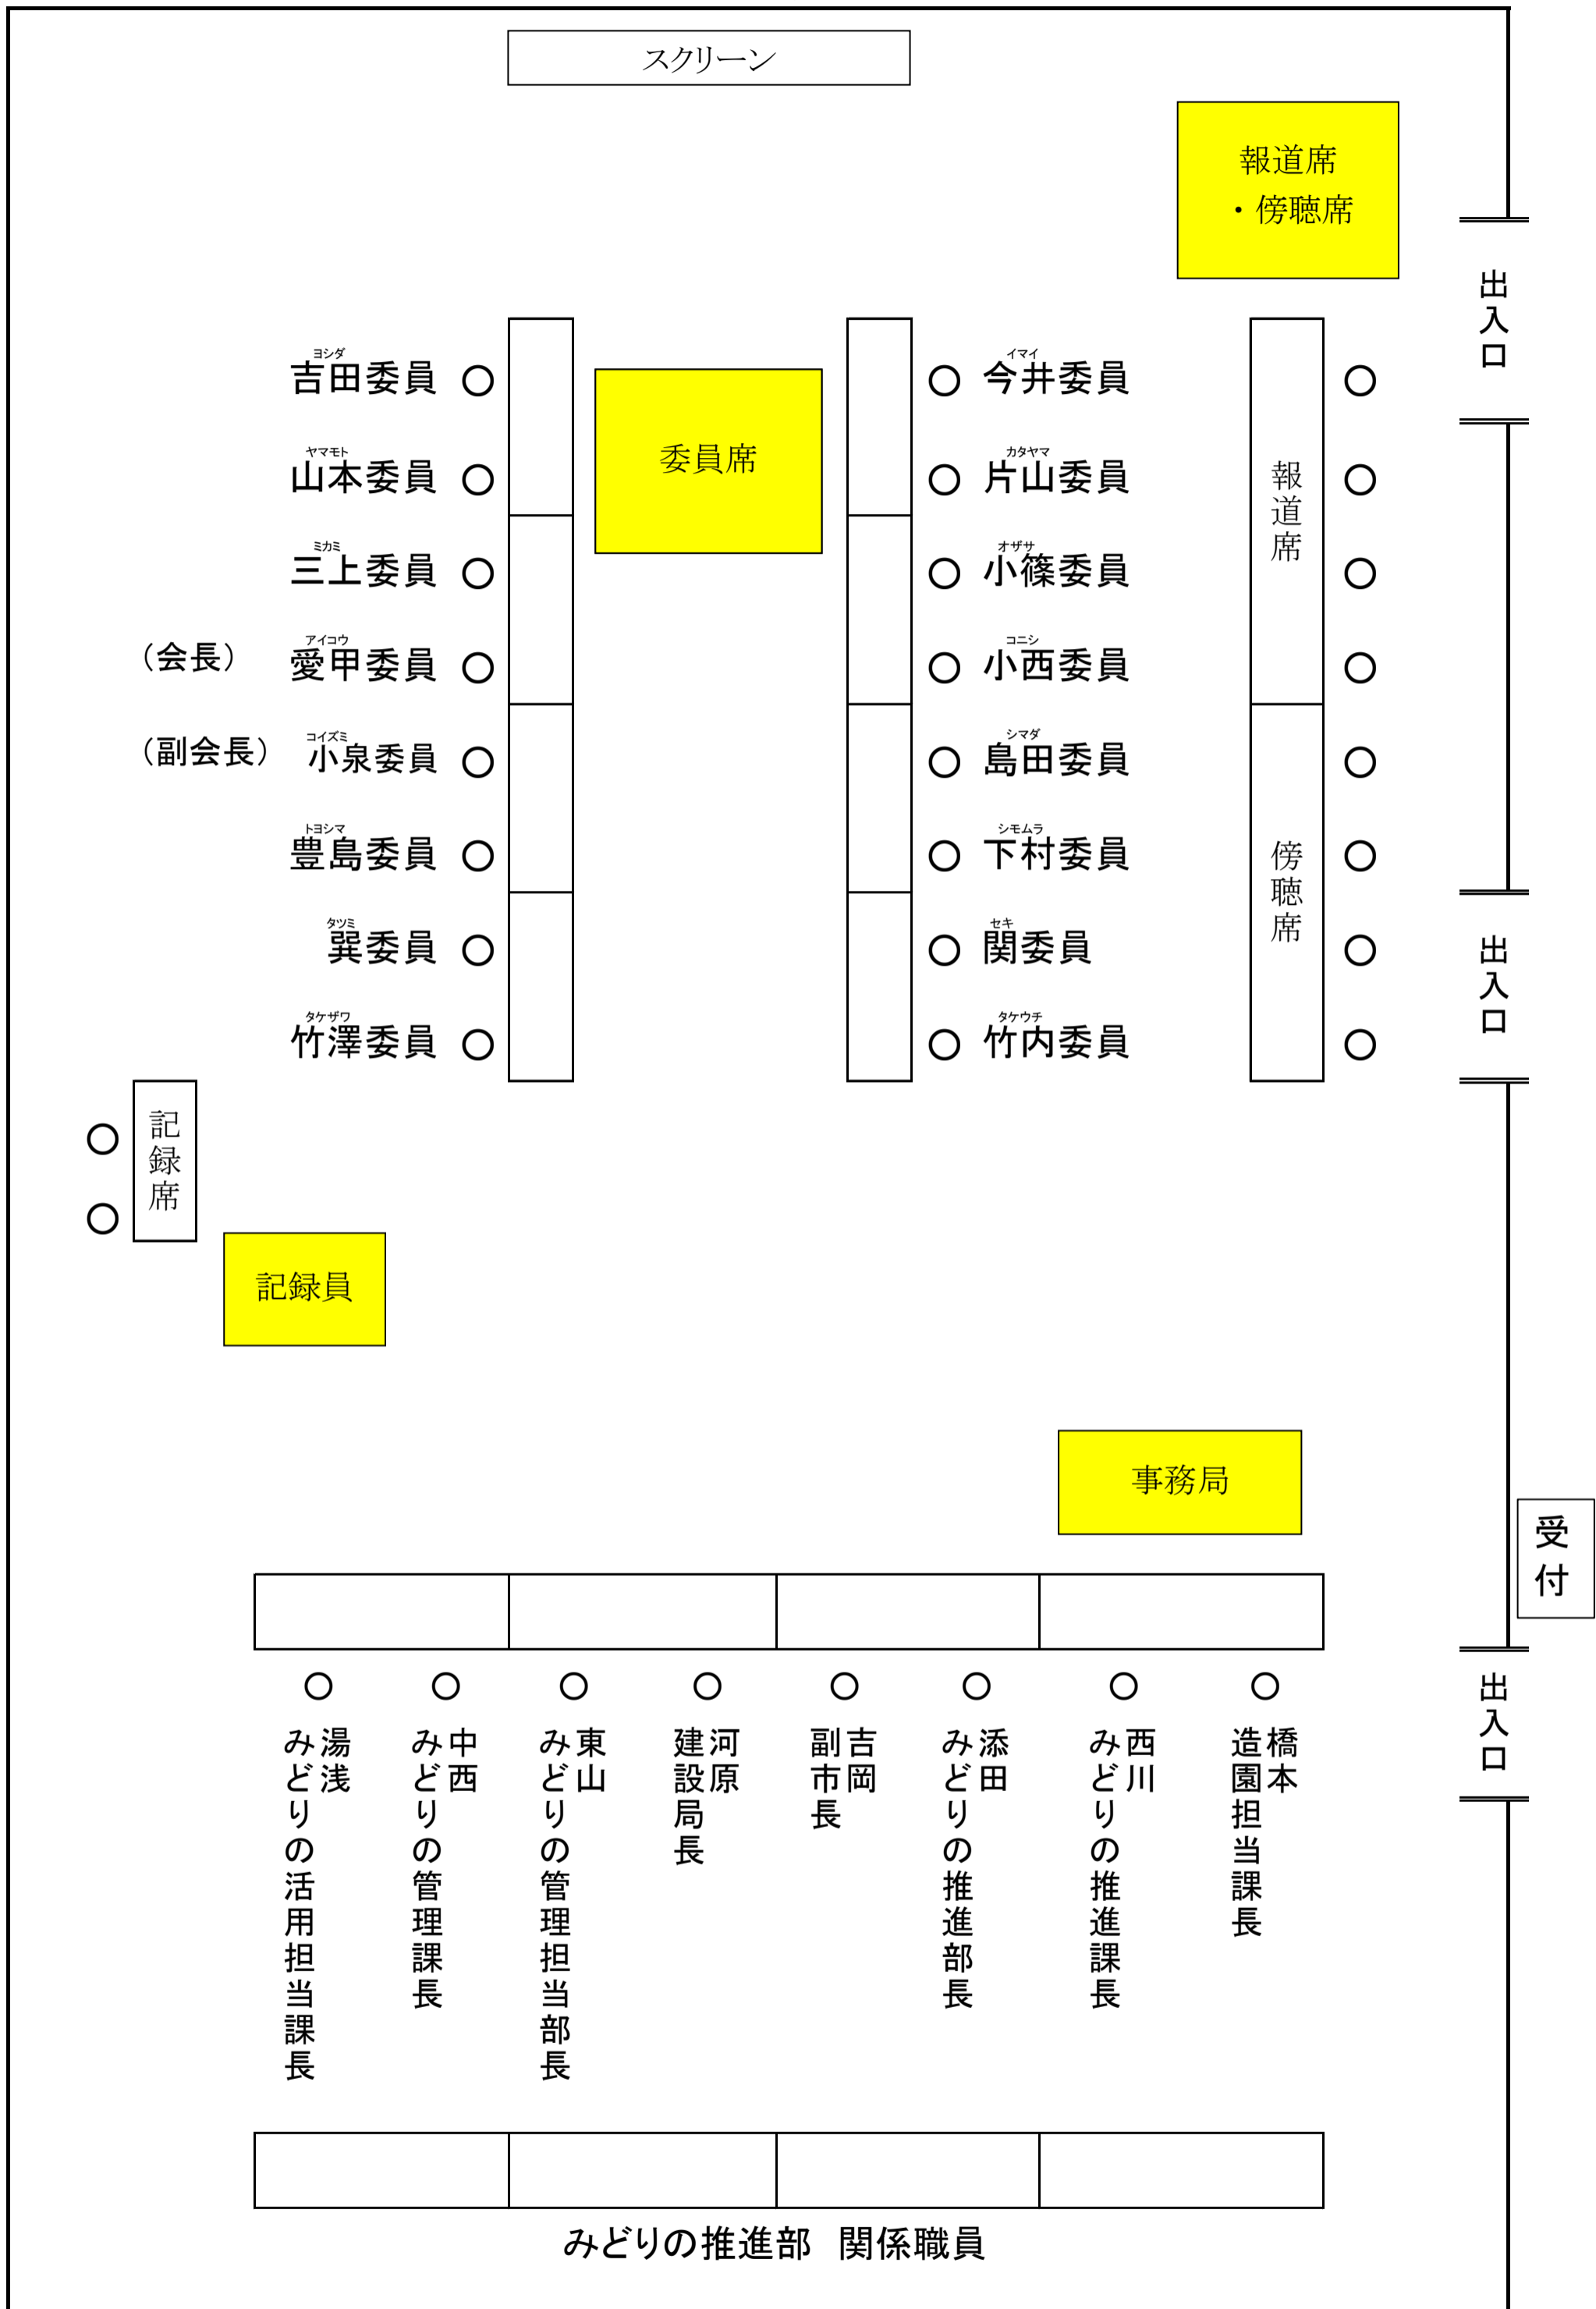 スクリーン
報道席
・傍聴席
出入口
ヨシダ
吉田委員
ヤマモト
山本委員
ミカミ
三上委員
アイコウ
（会長） 愛甲委員
コイズミ
（副会長） 小泉委員
トヨシマ
豊島委員
タツミ
巽委員
タケザワ
竹澤委員
委員席
イマイ
今井委員
カタヤマ
片山委員
オザサ
小篠委員
コニシ
小西委員
シマダ
島田委員
シモムラ
下村委員
セキ
関委員
タケウチ
竹内委員
報道席
傍聴席
出入口
記録席
記録員
事務局
受付
出入口
橋本
造園担当課長
西川
みどりの推進課長
添田
みどりの推進部長
吉岡
副市長
河原
建設局長
東山
みどりの管理担当部長
中西
みどりの管理課長
湯浅
みどりの活用担当課長
みどりの推進部 関係職員